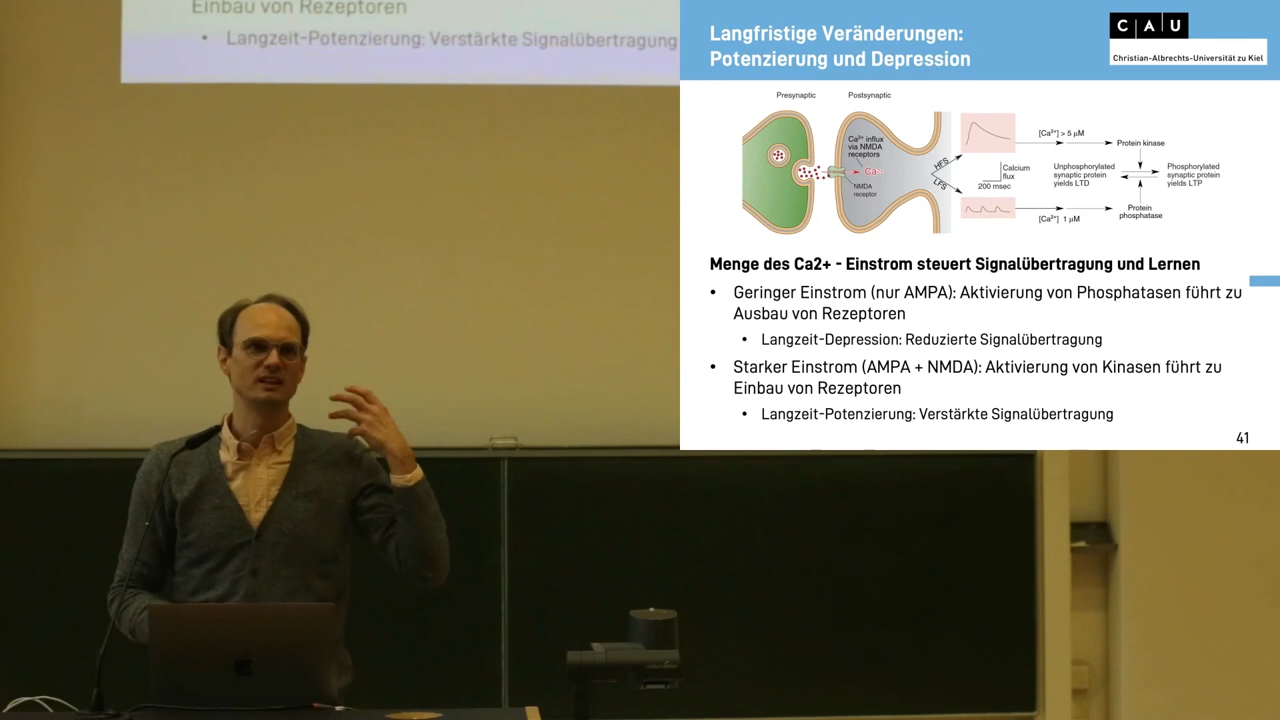 Einbau von Rezeptoren
• Langzeit-Potenzierung: Verstärkte Signalübertragung
Langfristige Veränderungen:
Potenzierung und Depression
C A U
Christian-Albrechts-Universität zu Kiel
Presynaptic
Postsynaptic
Ca²⁺ influx
via NMDA
receptors
Ca²⁺
NMDA
receptor
HFS
LFS
Calcium
flux
200 msec
[Ca²⁺] > 5 μM
[Ca²⁺] 1 μM
Protein kinase
Unphosphorylated
synaptic protein
yields LTD
Phosphorylated
synaptic protein
yields LTP
Protein
phosphatase
Menge des Ca2+ - Einstrom steuert Signalübertragung und Lernen
• Geringer Einstrom (nur AMPA): Aktivierung von Phosphatasen führt zu
Ausbau von Rezeptoren
• Langzeit-Depression: Reduzierte Signalübertragung
• Starker Einstrom (AMPA + NMDA): Aktivierung von Kinasen führt zu
Einbau von Rezeptoren
• Langzeit-Potenzierung: Verstärkte Signalübertragung
41